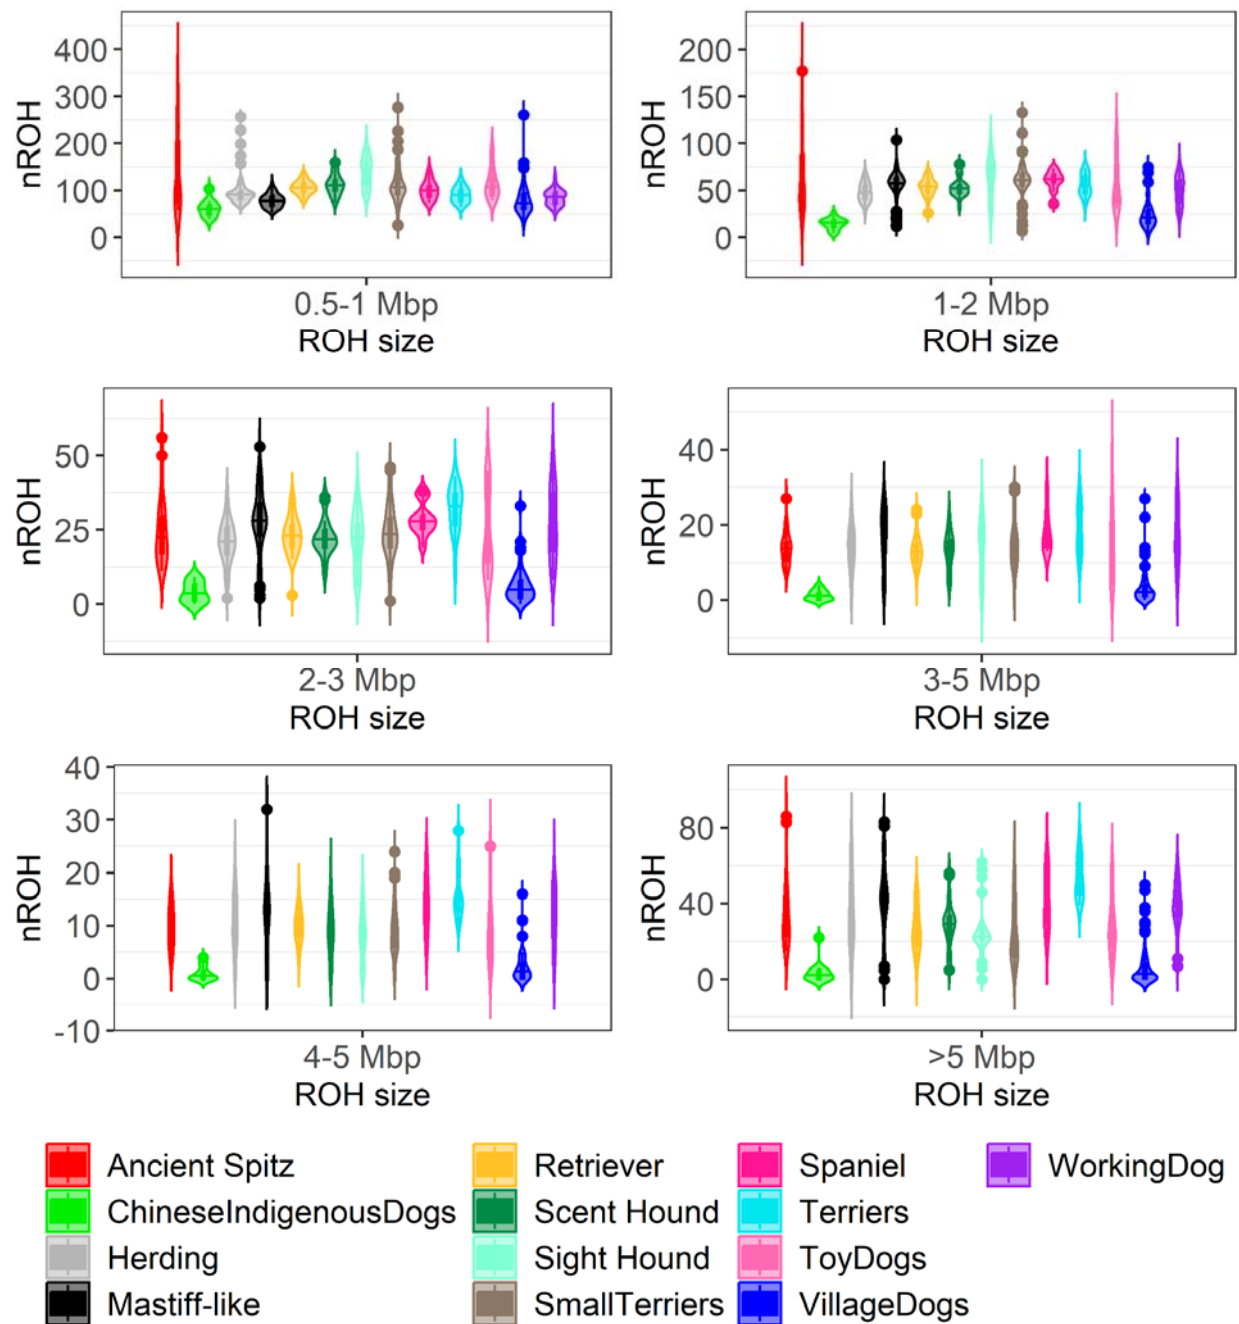 nROH
400
300
200
100
0
0.5-1 Mbp
ROH size
nROH
200
150
100
50
0
1-2 Mbp
ROH size
nROH
50
25
0
2-3 Mbp
ROH size
nROH
40
20
0
3-5 Mbp
ROH size
nROH
40
30
20
10
0
-10
4-5 Mbp
ROH size
nROH
80
40
0
>5 Mbp
ROH size
Ancient Spitz
ChineseIndigenousDogs
Herding
Mastiff-like
Retriever
Scent Hound
Sight Hound
SmallTerriers
Spaniel
Terriers
ToyDogs
VillageDogs
WorkingDog